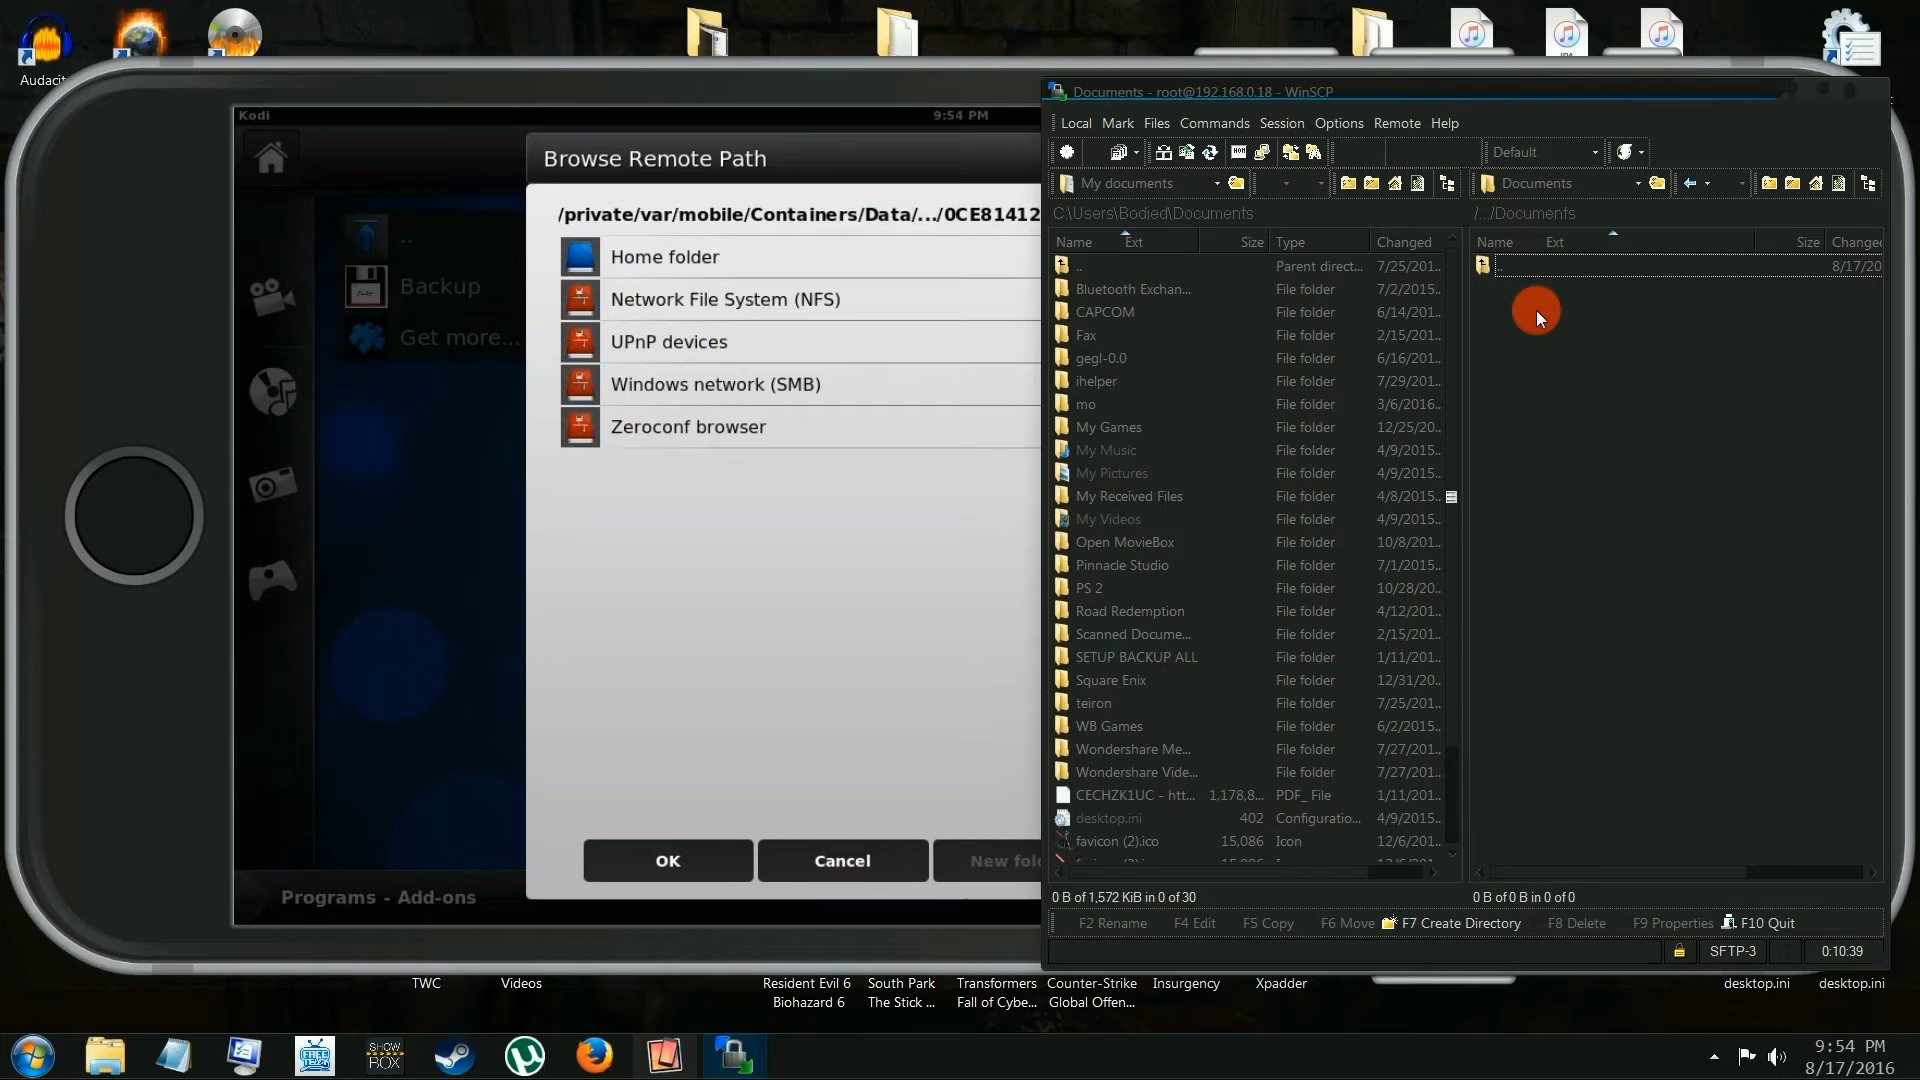 Audacit
Kodi
9:54 PM
Browse Remote Path
/private/var/mobile/Containers/Data/.../0CE81412
Home folder
Network File System (NFS)
UPnP devices
Windows network (SMB)
Zeroconf browser
OK
Cancel
New fol
..
Backup
Get more...
Programs - Add-ons
Documents - root@192.168.0.18 - WinSCP
Local Mark Files Commands Session Options Remote Help
Default
My documents
Documents
C:\Users\Bodied\Documents
/.../Documents
Name Ext Size Type Changed
.. Parent direct... 7/25/201..
Bluetooth Exchan... File folder 7/2/2015..
CAPCOM File folder 6/14/201..
Fax File folder 2/15/201..
gegl-0.0 File folder 6/16/201..
ihelper File folder 7/29/201..
mo File folder 3/6/2016..
My Games File folder 12/25/20..
My Music File folder 4/9/2015..
My Pictures File folder 4/9/2015..
My Received Files File folder 4/8/2015..
My Videos File folder 4/9/2015..
Open MovieBox File folder 10/8/201..
Pinnacle Studio File folder 7/1/2015..
PS 2 File folder 10/28/20..
Road Redemption File folder 4/12/201..
Scanned Docume... File folder 2/15/201..
SETUP BACKUP ALL File folder 1/11/201..
Square Enix File folder 12/31/20..
teiron File folder 7/25/201..
WB Games File folder 6/2/2015..
Wondershare Me... File folder 7/27/201..
Wondershare Vide... File folder 7/27/201..
CECHZK1UC - htt... 1,178,8... PDF_ File 1/11/201..
desktop.ini 402 Configuratio... 4/9/2015..
favicon (2).ico 15,086 Icon 12/6/201..
Name Ext Size Changed
.. 8/17/20
0 B of 1,572 KiB in 0 of 30
0 B of 0 B in 0 of 0
F2 Rename F4 Edit F5 Copy F6 Move F7 Create Directory F8 Delete F9 Properties F10 Quit
SFTP-3
0:10:39
TWC
Videos
Resident Evil 6
Biohazard 6
South Park
The Stick ...
Transformers
Fall of Cybe...
Counter-Strike
Global Offen...
Insurgency
Xpadder
desktop.ini
desktop.ini
SHOW
BOX
9:54 PM
8/17/2016